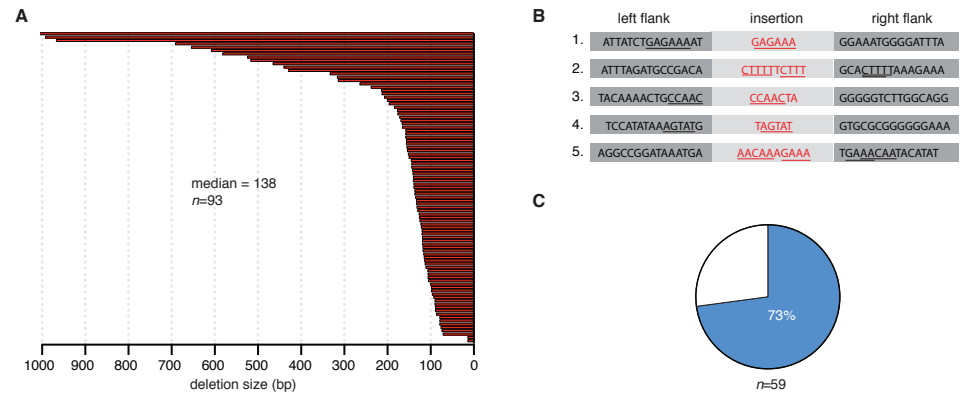 A
median = 138
n=93
1000 900 800 700 600 500 400 300 200 100 0
deletion size (bp)
B
left flank insertion right flank
1. ATTATCTGAGAAAAT GAGAAA GGAAATGGGGATTTA
2. ATTTAGATGCCGACA CTTTTTCTTT GCACTTTTAAAGAAA
3. TACAAAACTGCCAAC CCAACTA GGGGGTCTTGGCAGG
4. TCCATATAAAGTATG TAGTAT GTGCGCGGGGGGAAA
5. AGGCCGGATAAATGA AACAAAGAAA TGAAACAATACATAT
C
73%
n=59